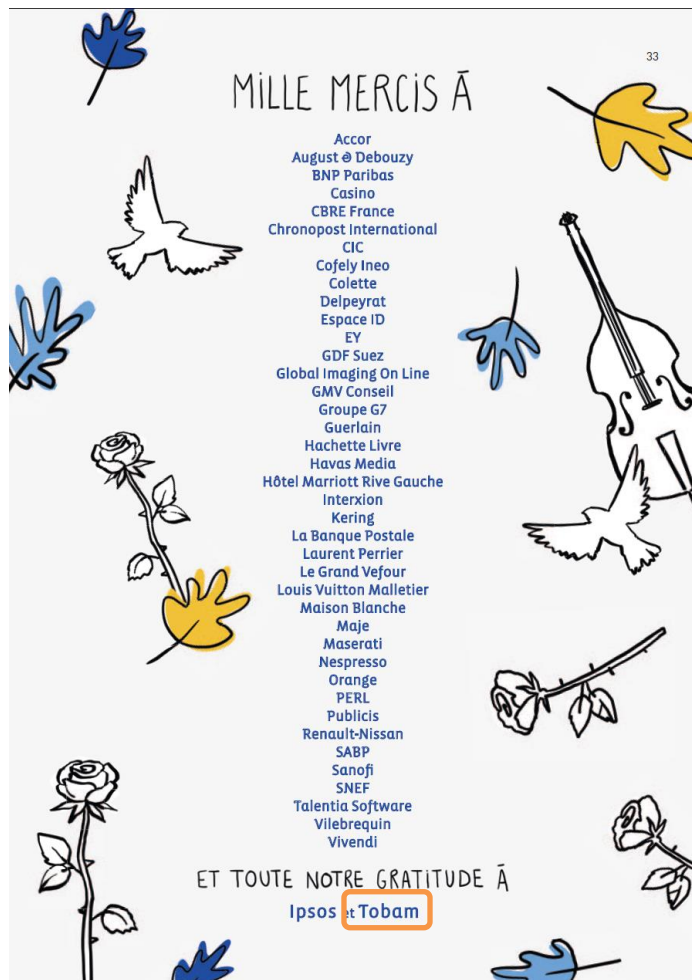 33
MiLLE MERCiS Ā
Accor
August & Debouzy
BNP Paribas
Casino
CBRE France
Chronopost International
CIC
Cofely Ineo
Colette
Delpeyrat
Espace ID
EY
GDF Suez
Global Imaging On Line
GMV Conseil
Groupe G7
Guerlain
Hachette Livre
Havas Media
Hôtel Marriott Rive Gauche
Interxion
Kering
La Banque Postale
Laurent Perrier
Le Grand Vefour
Louis Vuitton Malletier
Maison Blanche
Maje
Maserati
Nespresso
Orange
PERL
Publicis
Renault-Nissan
SABP
Sanofi
SNEF
Talentia Software
Vilebrequin
Vivendi
ET TOUTE NOTRE GRATiTUDE Ā
Ipsos et Tobam